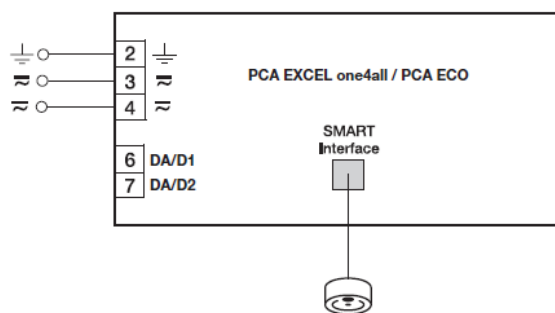 2
3
4
PCA EXCEL one4all / PCA ECO
SMART
Interface
6 DA/D1
7 DA/D2